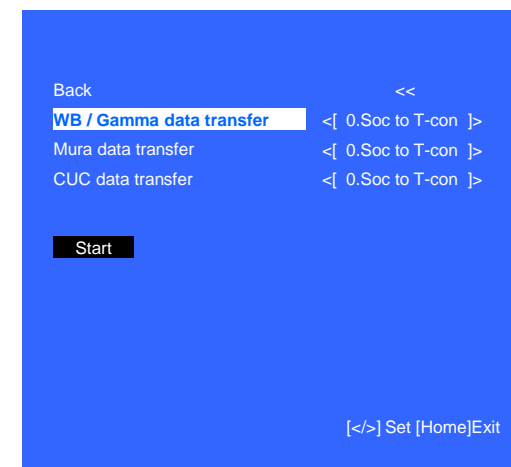 Back <<
WB / Gamma data transfer <[ 0.Soc to T-con ]>
Mura data transfer <[ 0.Soc to T-con ]>
CUC data transfer <[ 0.Soc to T-con ]>
Start
[</>] Set [Home]Exit